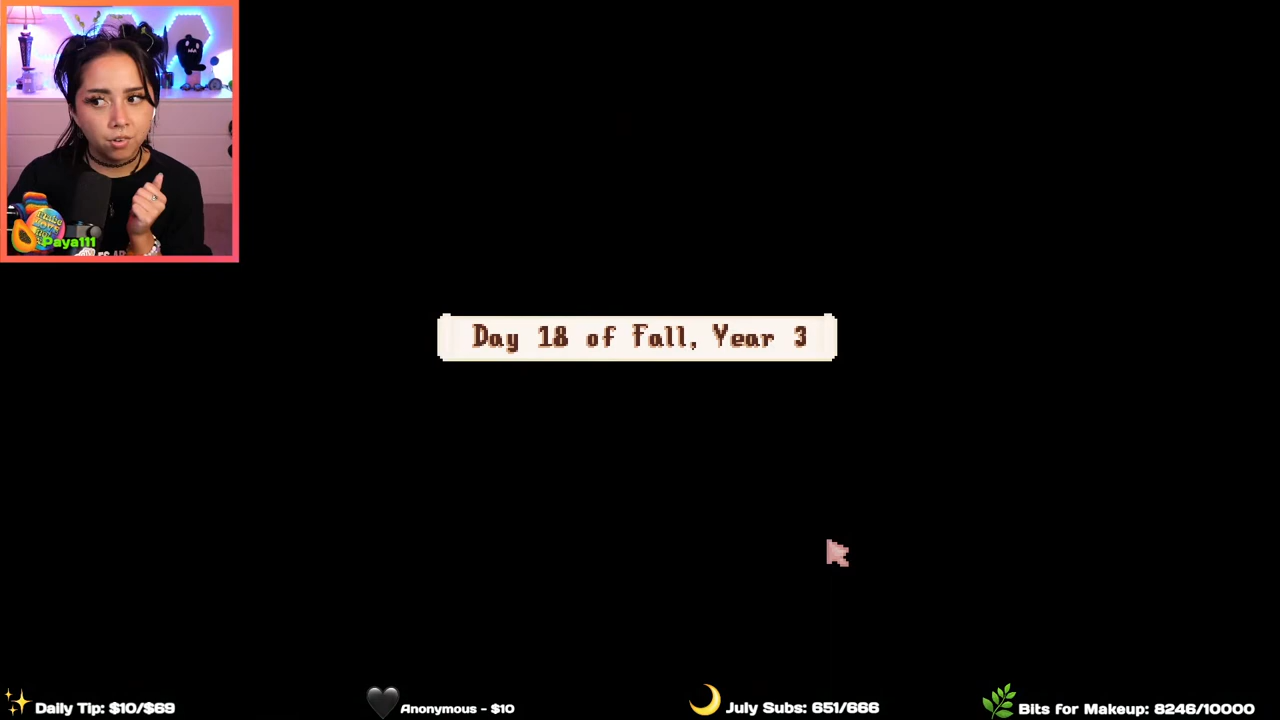 Paya111
Day 18 of Fall, Year 3
Daily Tip: $10/$69
Anonymous - $10
July Subs: 651/666
Bits for Makeup: 8246/10000